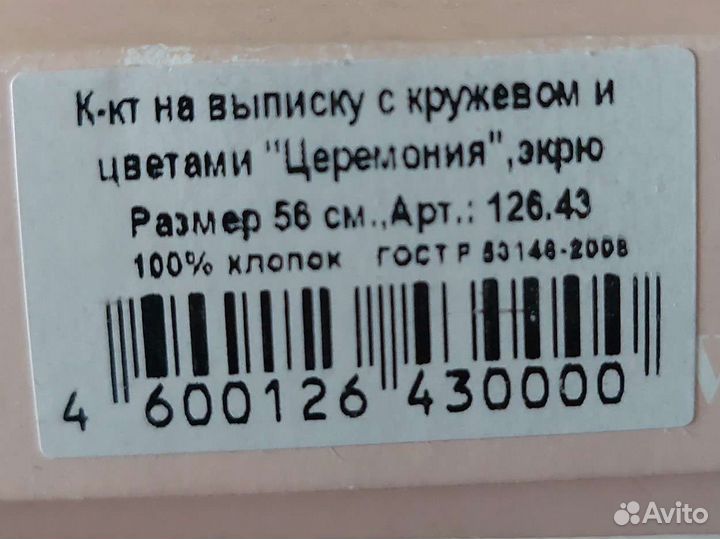 К-кт на выписку с кружевом и
цветами "Церемония",экрю
Размер 56 см.,Арт.: 126.43
100% хлопок ГОСТ Р 53146-2008
4 600126 430000
Avito